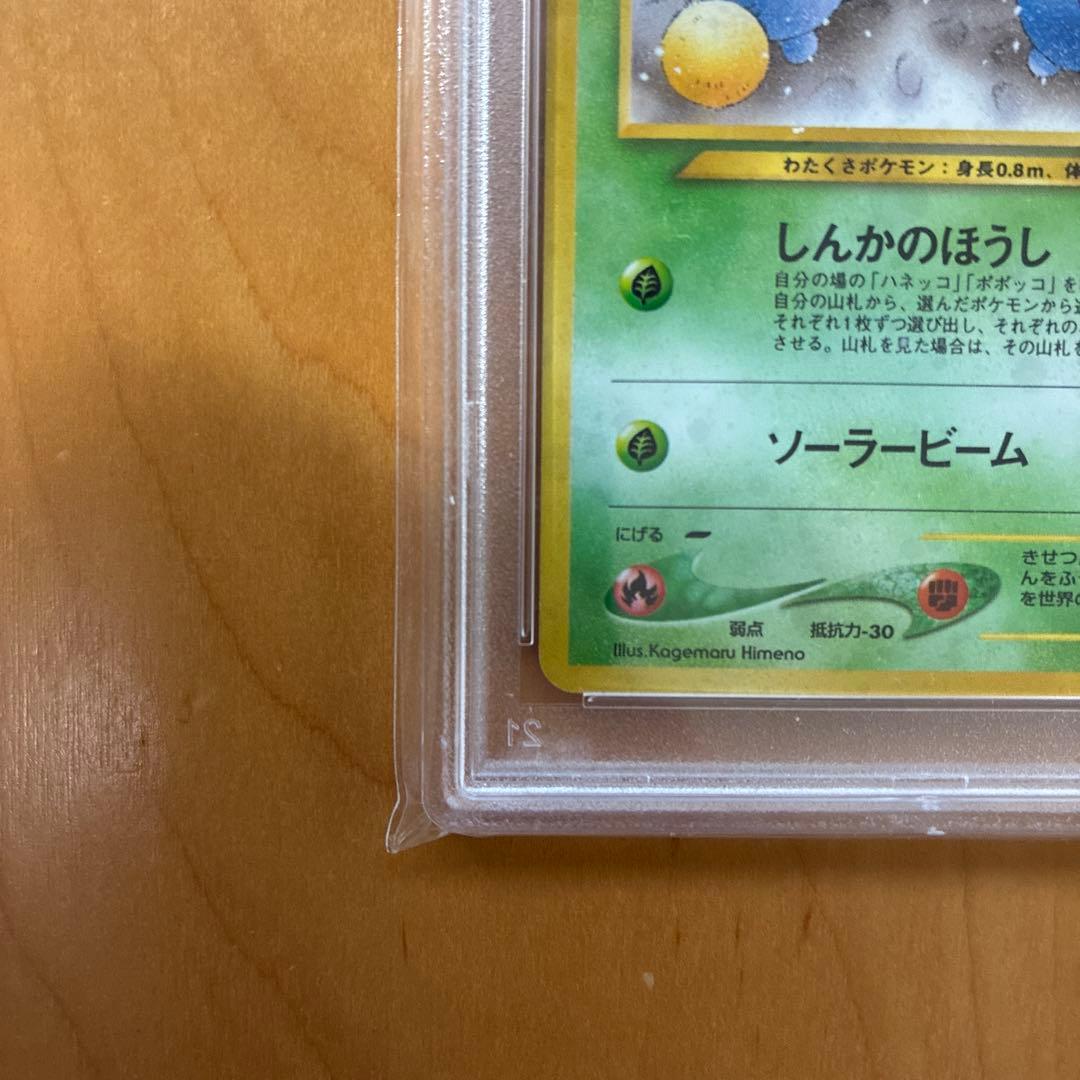 わたくさポケモン：身長0.8m、体
しんかのほうし
自分の場の「ハネッコ」「ポポッコ」を
自分の山札から、選んだポケモンから進
それぞれ1枚ずつ選び出し、それぞれの
させる。山札を見た場合は、その山札を
ソーラービーム
にげる
弱点 抵抗力-30
Illus.Kagemaru Himeno
きせつ
んをふ
を世界の
21